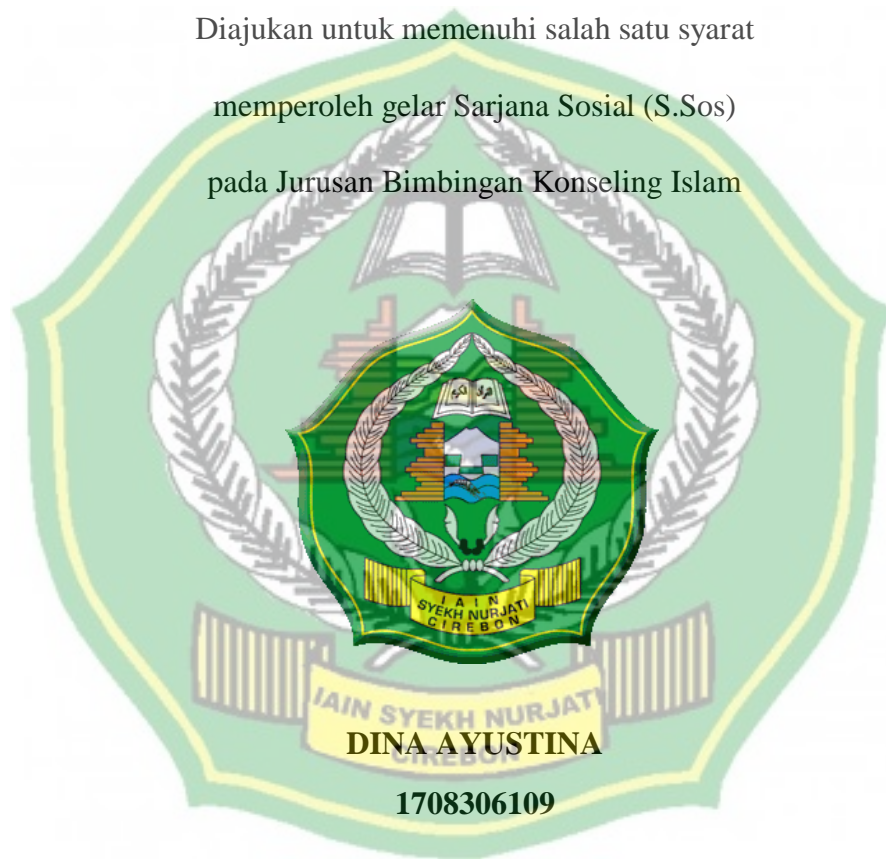 Diajukan untuk memenuhi salah satu syarat
memperoleh gelar Sarjana Sosial (S.Sos)
pada Jurusan Bimbingan Konseling Islam
I A I N
SYEKH NURJATI
CIREBON
IAIN SYEKH NURJATI
CIREBON
DINA AYUSTINA
1708306109